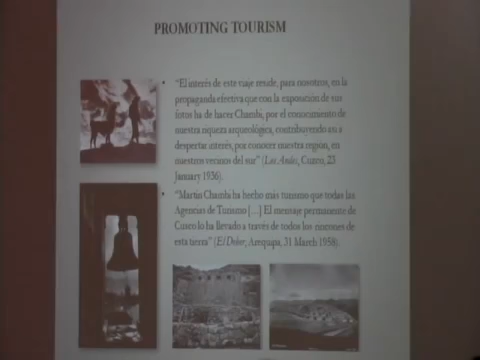 PROMOTING TOURISM
• "El interés de este viaje reside, para nosotros, en la
propaganda efectiva que con la exposición de sus
fotos ha de hacer Chambi, por el conocimiento de
nuestra riqueza arqueológica, contribuyendo así a
despertar interés, por conocer nuestra región, en
nuestros vecinos del sur" (Los Andes, Cuzco, 23
January 1936).
• "Martín Chambi ha hecho más turismo que todas las
Agencias de Turismo [...] El mensaje permanente de
Cusco lo ha llevado a través de todos los rincones de
esta tierra" (El Deber, Arequipa, 31 March 1958).